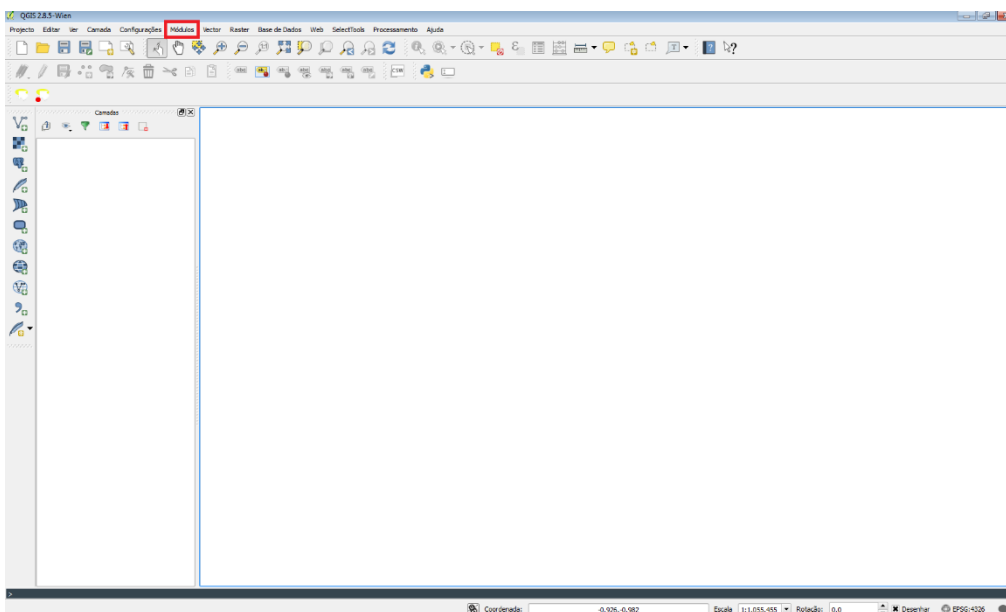 QGIS 2.8.5-Wien
Projecto Editar Ver Camada Configurações Módulos Vector Raster Base de Dados Web SelectTools Processamento Ajuda
CSW
Camadas
>
Coordenada: -0.926,-0.982 Escala 1:1.055.455 Rotação: 0,0 Desenhar EPSG:4326